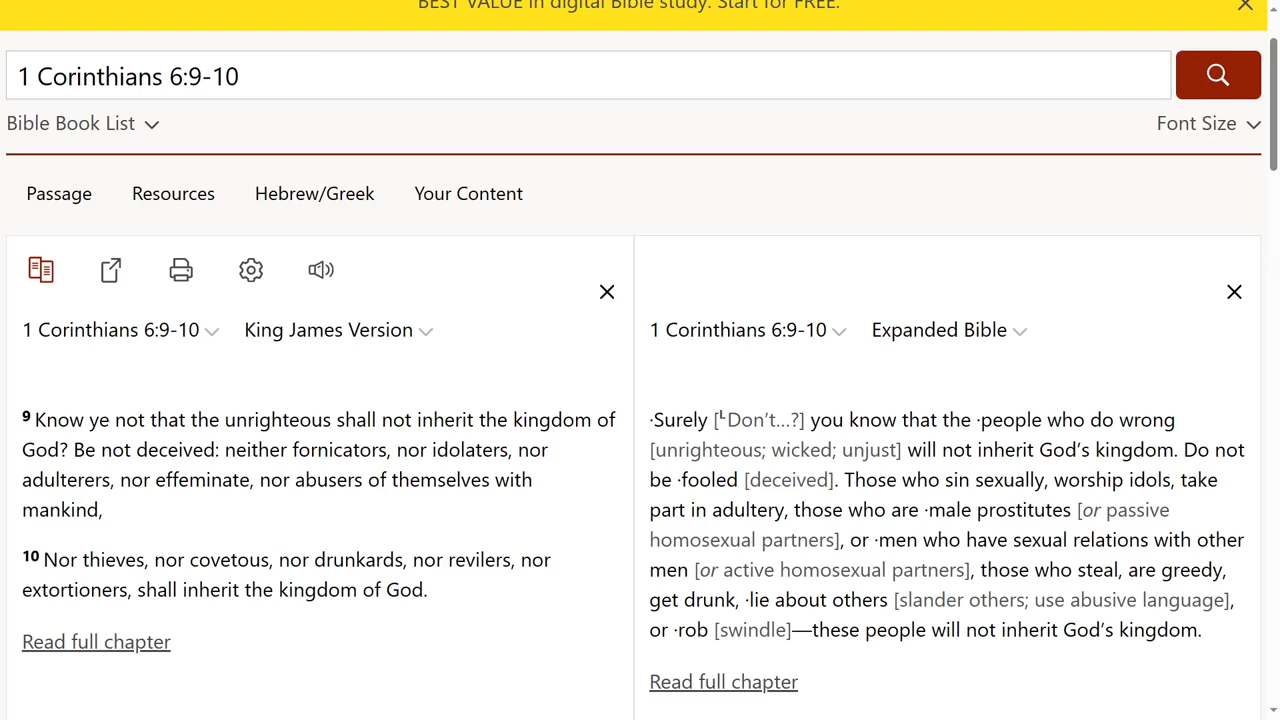 BEST VALUE in digital Bible study. Start for FREE.
1 Corinthians 6:9-10
Bible Book List
Font Size
Passage Resources Hebrew/Greek Your Content
1 Corinthians 6:9-10 King James Version
9 Know ye not that the unrighteous shall not inherit the kingdom of
God? Be not deceived: neither fornicators, nor idolaters, nor
adulterers, nor effeminate, nor abusers of themselves with
mankind,
10 Nor thieves, nor covetous, nor drunkards, nor revilers, nor
extortioners, shall inherit the kingdom of God.
Read full chapter
1 Corinthians 6:9-10 Expanded Bible
·Surely [ᴸDon’t…?] you know that the ·people who do wrong
[unrighteous; wicked; unjust] will not inherit God’s kingdom. Do not
be ·fooled [deceived]. Those who sin sexually, worship idols, take
part in adultery, those who are ·male prostitutes [or passive
homosexual partners], or ·men who have sexual relations with other
men [or active homosexual partners], those who steal, are greedy,
get drunk, ·lie about others [slander others; use abusive language],
or ·rob [swindle]—these people will not inherit God’s kingdom.
Read full chapter